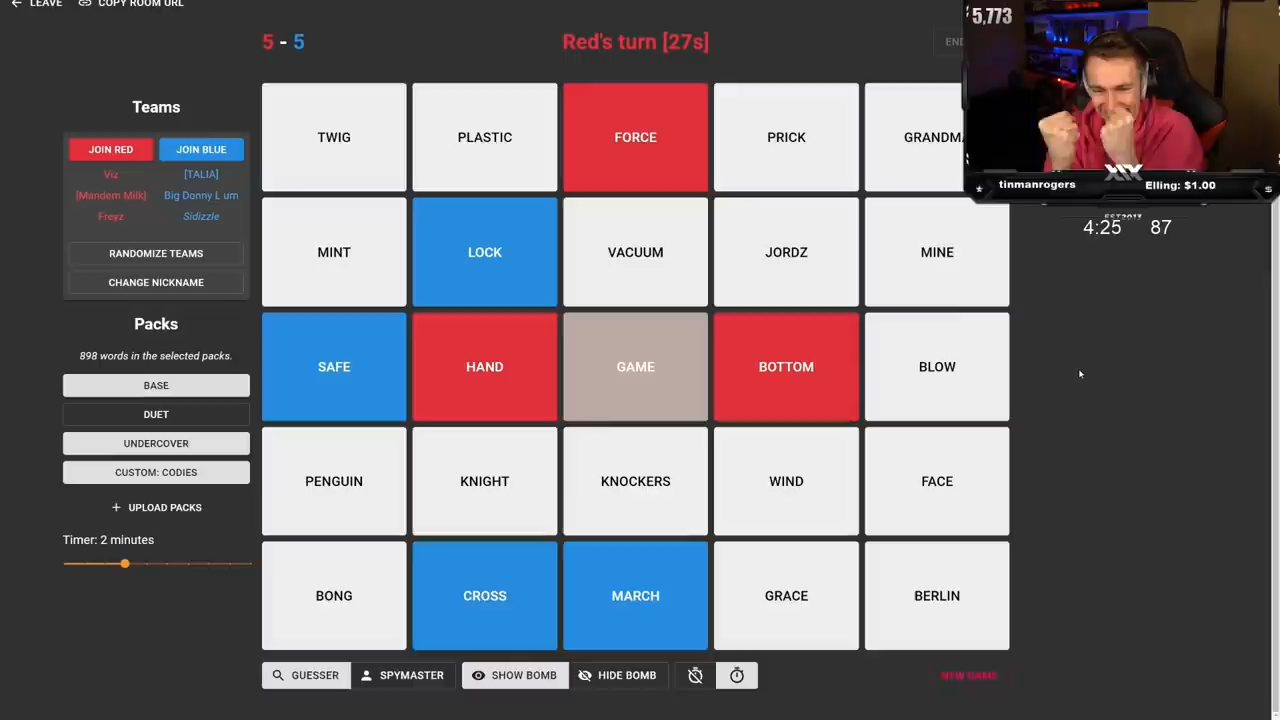 LEAVE COPY ROOM URL
5 - 5
Red's turn [27s]
5,773
Teams
JOIN RED JOIN BLUE
Viz [TALIA]
[Mandem Milk] Big Donny L um
Freyz Sidizzle
RANDOMIZE TEAMS
CHANGE NICKNAME
Packs
898 words in the selected packs.
BASE
DUET
UNDERCOVER
CUSTOM: CODIES
+ UPLOAD PACKS
Timer: 2 minutes
TWIG PLASTIC FORCE PRICK GRANDMA
MINT LOCK VACUUM JORDZ MINE
SAFE HAND GAME BOTTOM BLOW
PENGUIN KNIGHT KNOCKERS WIND FACE
BONG CROSS MARCH GRACE BERLIN
GUESSER SPYMASTER SHOW BOMB HIDE BOMB
NEW GAME
XIX
tinmanrogers Elling: $1.00
4:25 87